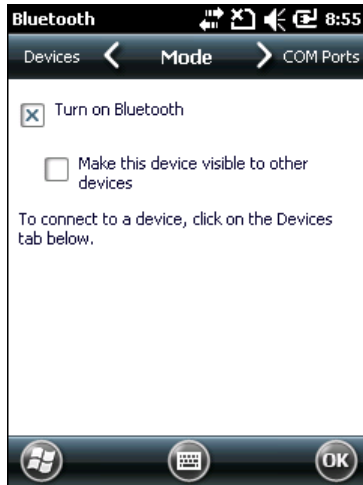 Bluetooth 8:55
Devices Mode COM Ports
Turn on Bluetooth
Make this device visible to other
devices
To connect to a device, click on the Devices
tab below.
OK